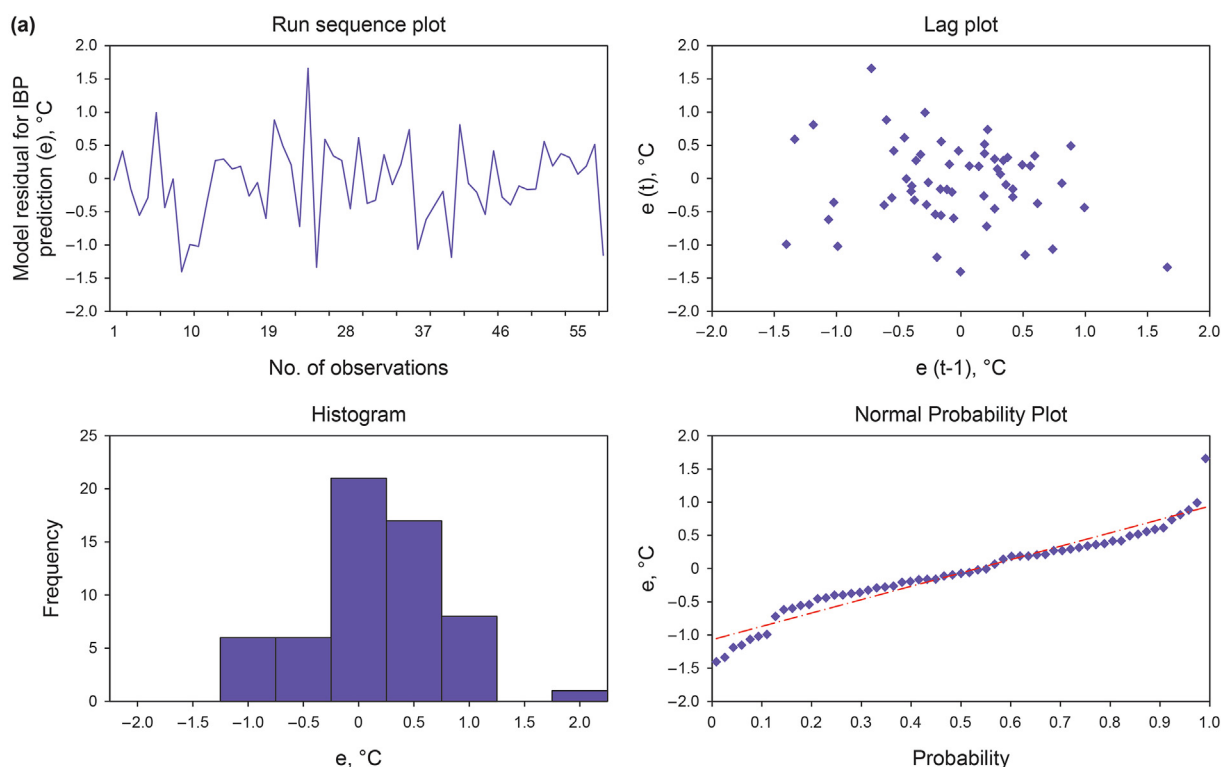 (a)
Run sequence plot
Model residual for IBP
prediction (e), °C
2.0
1.5
1.0
0.5
0
−0.5
−1.0
−1.5
−2.0
1 10 19 28 37 46 55
No. of observations
Lag plot
e (t), °C
2.0
1.5
1.0
0.5
0
−0.5
−1.0
−1.5
−2.0
−2.0 −1.5 −1.0 −0.5 0 0.5 1.0 1.5 2.0
e (t-1), °C
Histogram
Frequency
25
20
15
10
5
0
−2.0 −1.5 −1.0 −0.5 0 0.5 1.0 1.5 2.0
e, °C
Normal Probability Plot
e, °C
2.0
1.5
1.0
0.5
0
−0.5
−1.0
−1.5
−2.0
0 0.1 0.2 0.3 0.4 0.5 0.6 0.7 0.8 0.9 1.0
Probability